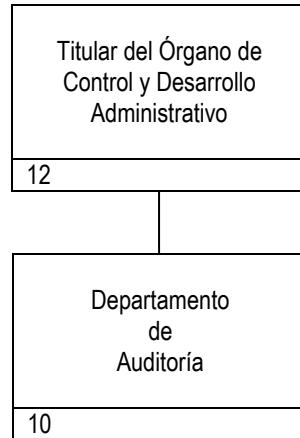 Titular del Órgano de
Control y Desarrollo
Administrativo
12
Departamento
de
Auditoría
10